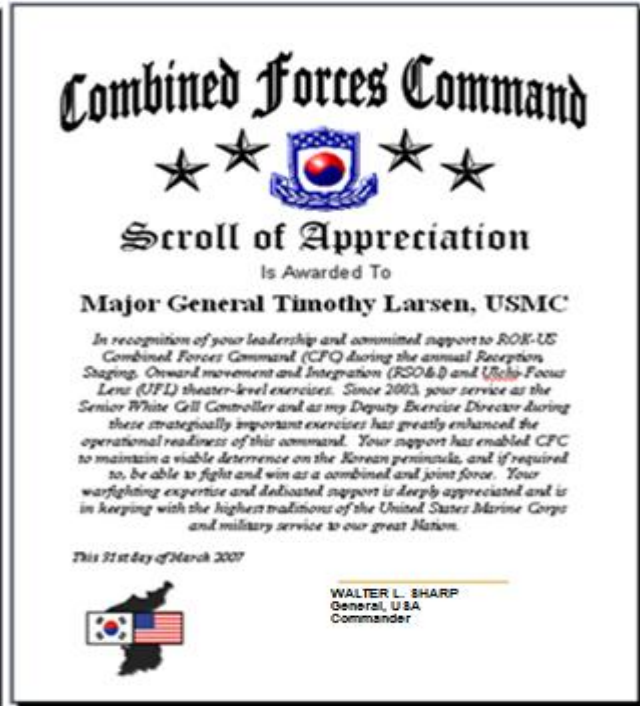 Combined Forces Command
Scroll of Appreciation
Is Awarded To
Major General Timothy Larsen, USMC
In recognition of your leadership and committed support to ROK-US
Combined Forces Command (CFC) during the annual Reception,
Staging, Onward movement and Integration (RSO&I) and Ulchi-Focus
Lens (UFL) theater-level exercises. Since 2003, your service as the
Senior White Cell Controller and as my Deputy Exercise Director during
these strategically important exercises has greatly enhanced the
operational readiness of this command. Your support has enabled CFC
to maintain a viable deterrence on the Korean peninsula, and if required
to, be able to fight and win as a combined and joint force. Your
warfighting expertise and dedicated support is deeply appreciated and is
in keeping with the highest traditions of the United States Marine Corps
and military service to our great Nation.
This 31st day of March 2007
WALTER L. SHARP
General, USA
Commander